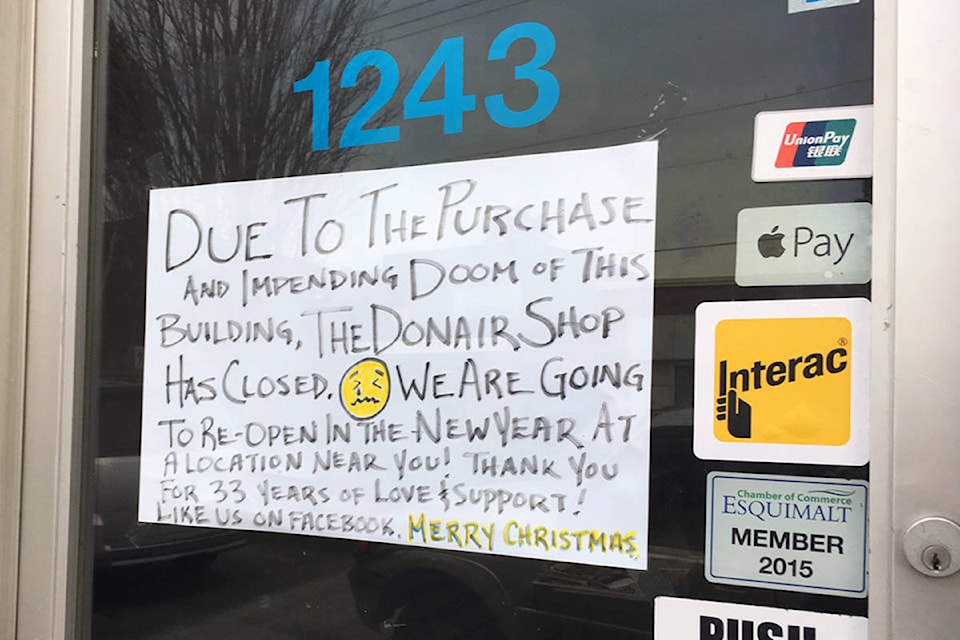 1243
DUE TO THE PURCHASE
AND IMPENDING DOOM OF THIS
BUILDING, THE DONAIR SHOP
HAS CLOSED. WE ARE GOING
TO RE-OPEN IN THE NEW YEAR AT
A LOCATION NEAR YOU! THANK YOU
FOR 33 YEARS OF LOVE & SUPPORT!
LIKE US ON FACEBOOK. MERRY CHRISTMAS.
UnionPay
银联
Pay
Interac®
Chamber of Commerce
ESQUIMALT
MEMBER
2015
PUSH